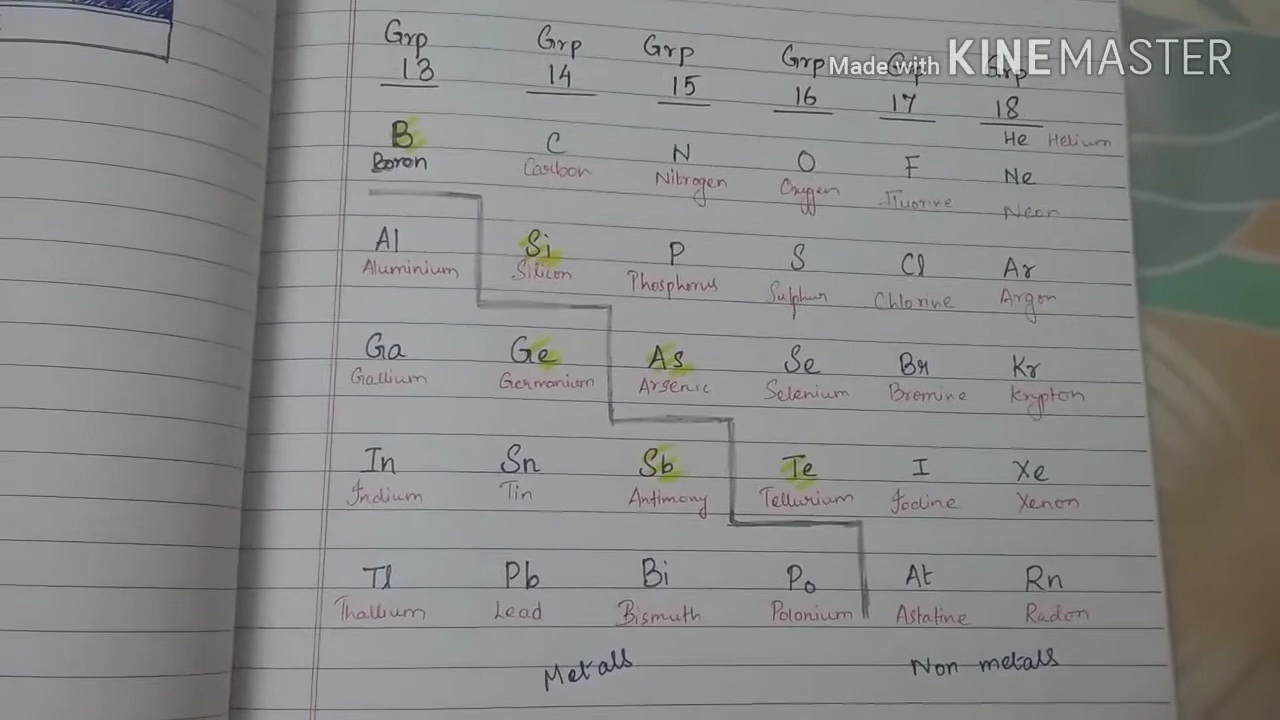 Grp Grp Grp Grp Grp Grp
13 14 15 16 17 18
Made with KINEMASTER
He Helium
B C N O F Ne
Boron Carbon Nitrogen Oxygen Fluorine Neon
Al Si P S Cl Ar
Aluminium Silicon Phosphorus Sulphur Chlorine Argon
Ga Ge As Se Br Kr
Gallium Germanium Arsenic Selenium Bromine Krypton
In Sn Sb Te I Xe
Indium Tin Antimony Tellurium Iodine Xenon
Tl Pb Bi Po At Rn
Thallium Lead Bismuth Polonium Astatine Radon
Metals Non metals